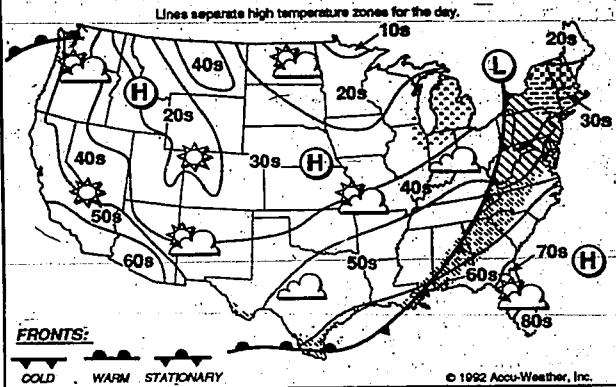 Lines separate high temperature zones for the day.
10s
20s
L
40s
H
20s
20s
30s
40s
30s
H
40s
50s
60s
50s
60s
70s
H
80s
FRONTS:
COLD WARM STATIONARY
© 1992 Accu-Weather, Inc.